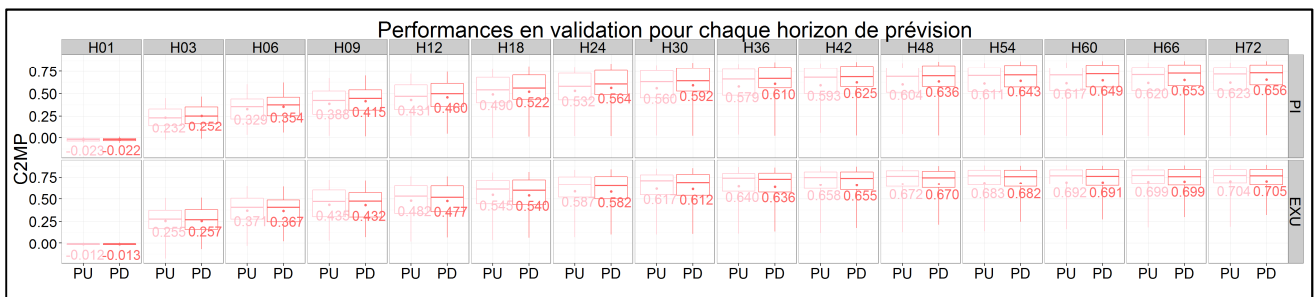 Performances en validation pour chaque horizon de prévision
H01 H03 H06 H09 H12 H18 H24 H30 H36 H42 H48 H54 H60 H66 H72
C2MP
0.75
0.50
0.25
0.00
-0.023 -0.022 0.232 0.252 0.329 0.354 0.388 0.415 0.431 0.460 0.490 0.522 0.532 0.564 0.560 0.592 0.579 0.610 0.593 0.625 0.604 0.636 0.611 0.643 0.617 0.649 0.620 0.653 0.623 0.656
PI
0.75
0.50
0.25
0.00
-0.012 -0.013 0.255 0.257 0.371 0.367 0.435 0.432 0.482 0.477 0.545 0.540 0.587 0.582 0.617 0.612 0.640 0.636 0.658 0.655 0.672 0.670 0.683 0.682 0.692 0.691 0.699 0.699 0.704 0.705
EXU
PU PD PU PD PU PD PU PD PU PD PU PD PU PD PU PD PU PD PU PD PU PD PU PD PU PD PU PD PU PD